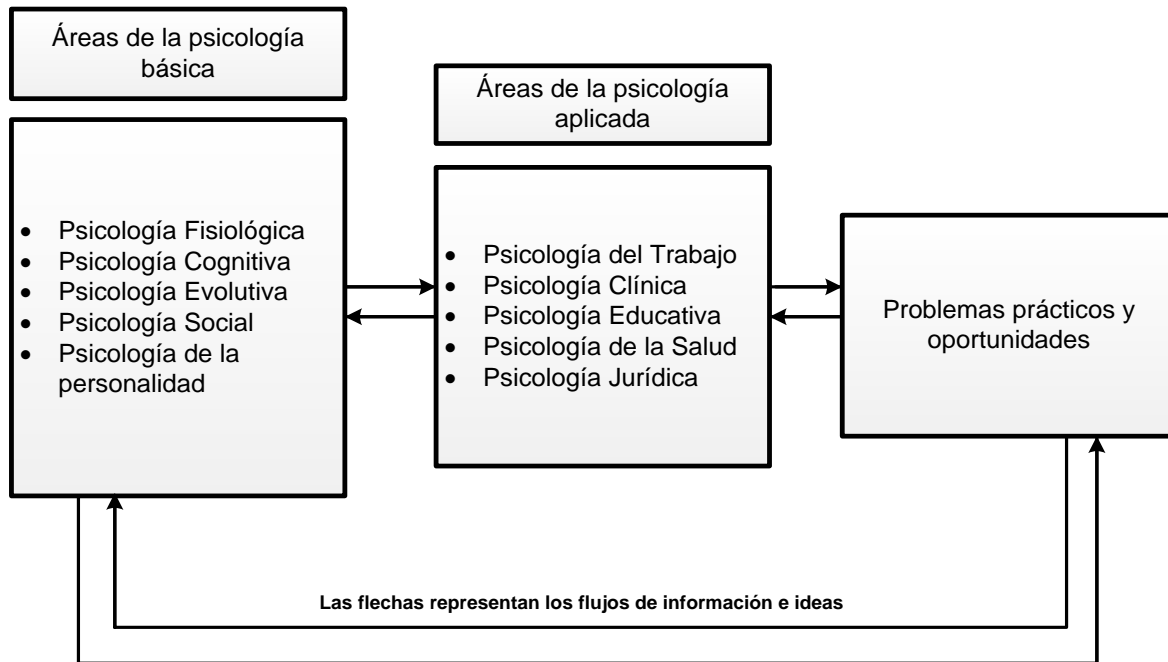 Áreas de la psicología
básica
Áreas de la psicología
aplicada
• Psicología Fisiológica
• Psicología Cognitiva
• Psicología Evolutiva
• Psicología Social
• Psicología de la
personalidad
• Psicología del Trabajo
• Psicología Clínica
• Psicología Educativa
• Psicología de la Salud
• Psicología Jurídica
Problemas prácticos y
oportunidades
Las flechas representan los flujos de información e ideas